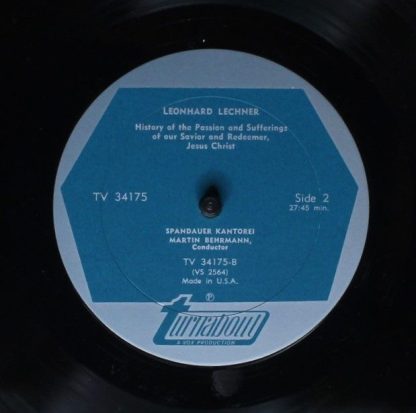 LEONHARD LECHNER
History of the Passion and Sufferings
of our Savior and Redeemer,
Jesus Christ
TV 34175
Side 2
27:45 min.
SPANDAUER KANTOREI
MARTIN BEHRMANN,
Conductor
TV 34175-B
(VS 2564)
Made in U.S.A.
℗
turnabout
A VOX PRODUCTION